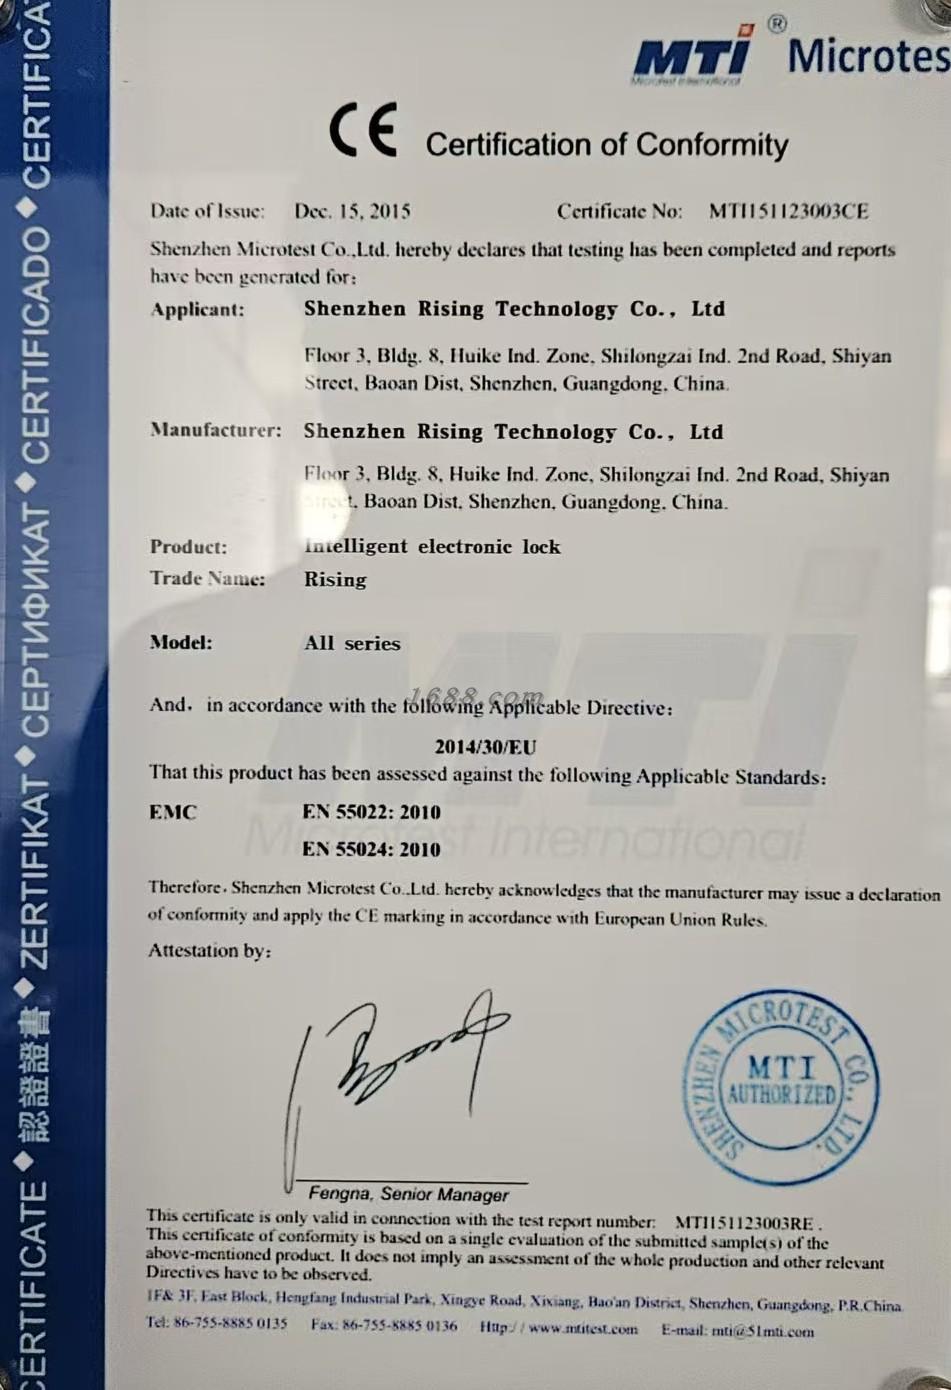 MTI ® Microtes
Microtest International
CE Certification of Conformity
Date of Issue: Dec. 15, 2015 Certificate No: MTI151123003CE
Shenzhen Microtest Co.,Ltd. hereby declares that testing has been completed and reports
have been generated for:
Applicant: Shenzhen Rising Technology Co., Ltd
Floor 3, Bldg. 8, Huike Ind. Zone, Shilongzai Ind. 2nd Road, Shiyan
Street, Baoan Dist, Shenzhen, Guangdong, China.
Manufacturer: Shenzhen Rising Technology Co., Ltd
Floor 3, Bldg. 8, Huike Ind. Zone, Shilongzai Ind. 2nd Road, Shiyan
Street, Baoan Dist, Shenzhen, Guangdong, China.
Product: Intelligent electronic lock
Trade Name: Rising
Model: All series
1688.com
And, in accordance with the following Applicable Directive:
2014/30/EU
That this product has been assessed against the following Applicable Standards:
EMC EN 55022: 2010
EN 55024: 2010
MTI
Microtest International
Therefore, Shenzhen Microtest Co.,Ltd. hereby acknowledges that the manufacturer may issue a declaration
of conformity and apply the CE marking in accordance with European Union Rules.
Attestation by:
SHENZHEN MICROTEST CO., LTD.
MTI
AUTHORIZED
Fengna, Senior Manager
This certificate is only valid in connection with the test report number: MTI151123003RE .
This certificate of conformity is based on a single evaluation of the submitted sample(s) of the
above-mentioned product. It does not imply an assessment of the whole production and other relevant
Directives have to be observed.
1F& 3F, East Block, Hengfang Industrial Park, Xingye Road, Xixiang, Bao'an District, Shenzhen, Guangdong, P.R.China
Tel: 86-755-8885 0135 Fax: 86-755-8885 0136 Http:// www.mtitest.com E-mail: mti@51mti.com
CERTIFICATE ◆ 認證證書 ◆ ZERTIFIKAT ◆ СЕРТИФИКАТ ◆ CERTIFICADO ◆ CERTIFICA